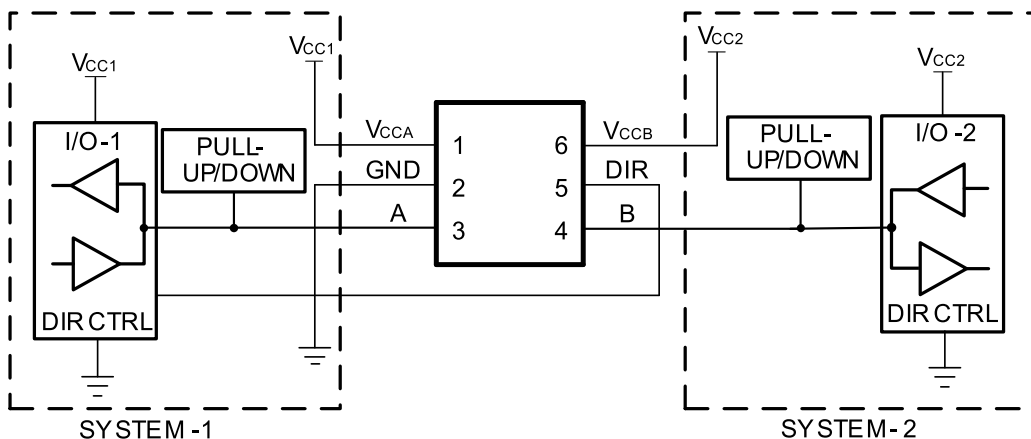 VCC1
VCC1
I/O-1
PULL-
UP/DOWN
DIR CTRL
SYSTEM-1
VCCA
GND
A
1
2
3
6
5
4
VCCB
DIR
B
VCC2
VCC2
PULL-
UP/DOWN
I/O-2
DIR CTRL
SYSTEM-2